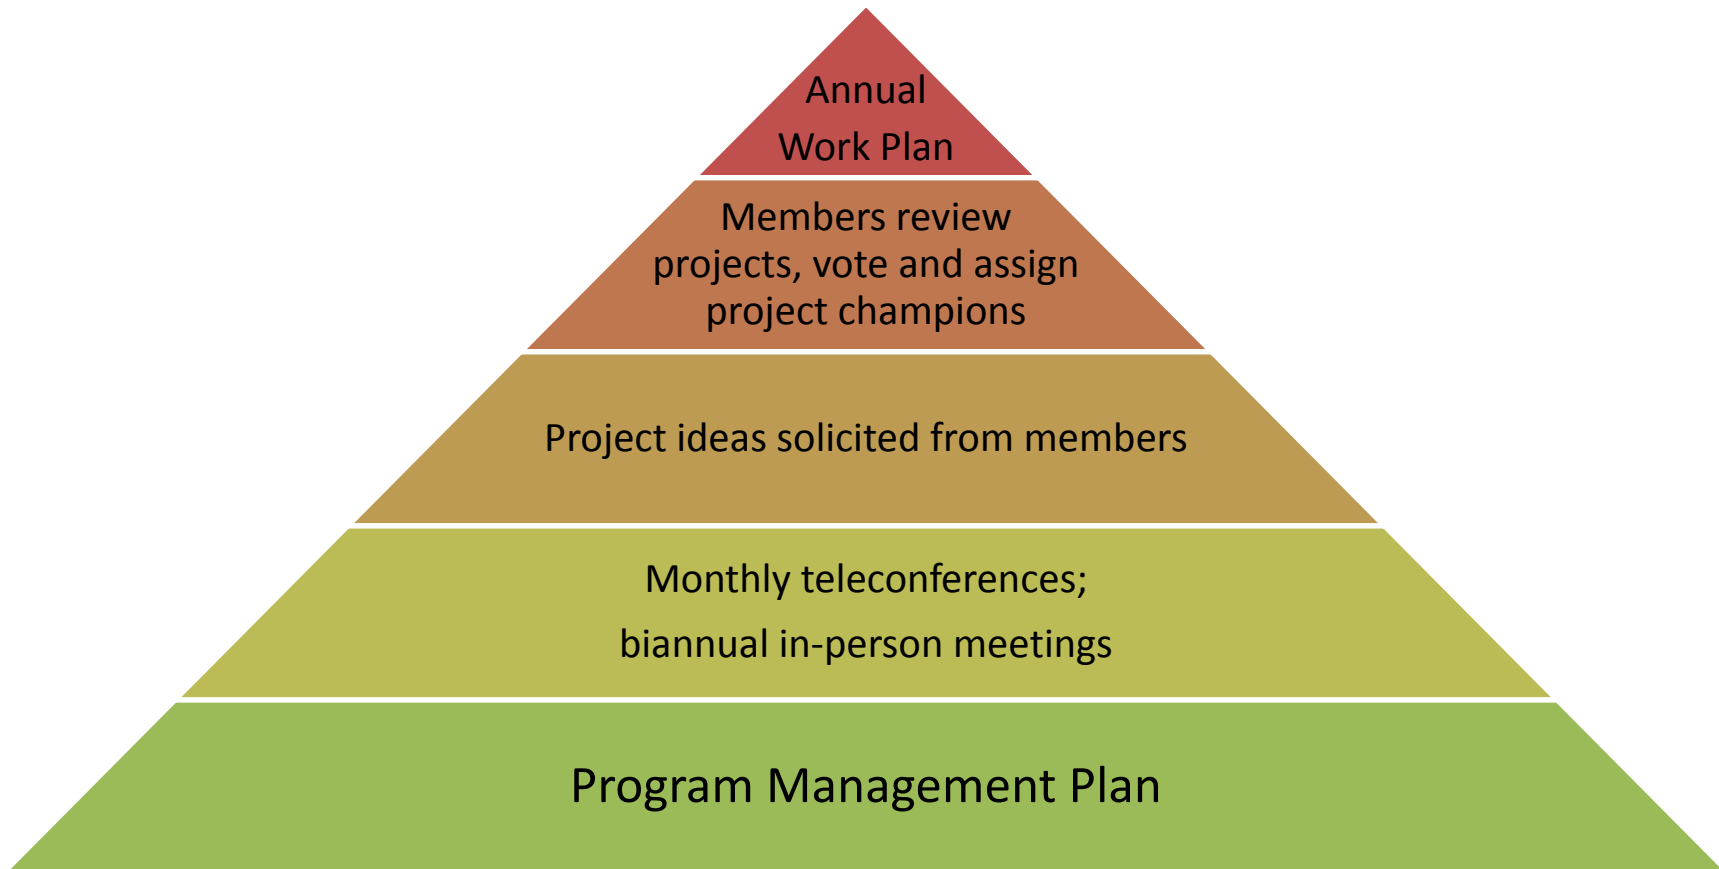 Annual
Work Plan
Members review
projects, vote and assign
project champions
Project ideas solicited from members
Monthly teleconferences;
biannual in-person meetings
Program Management Plan